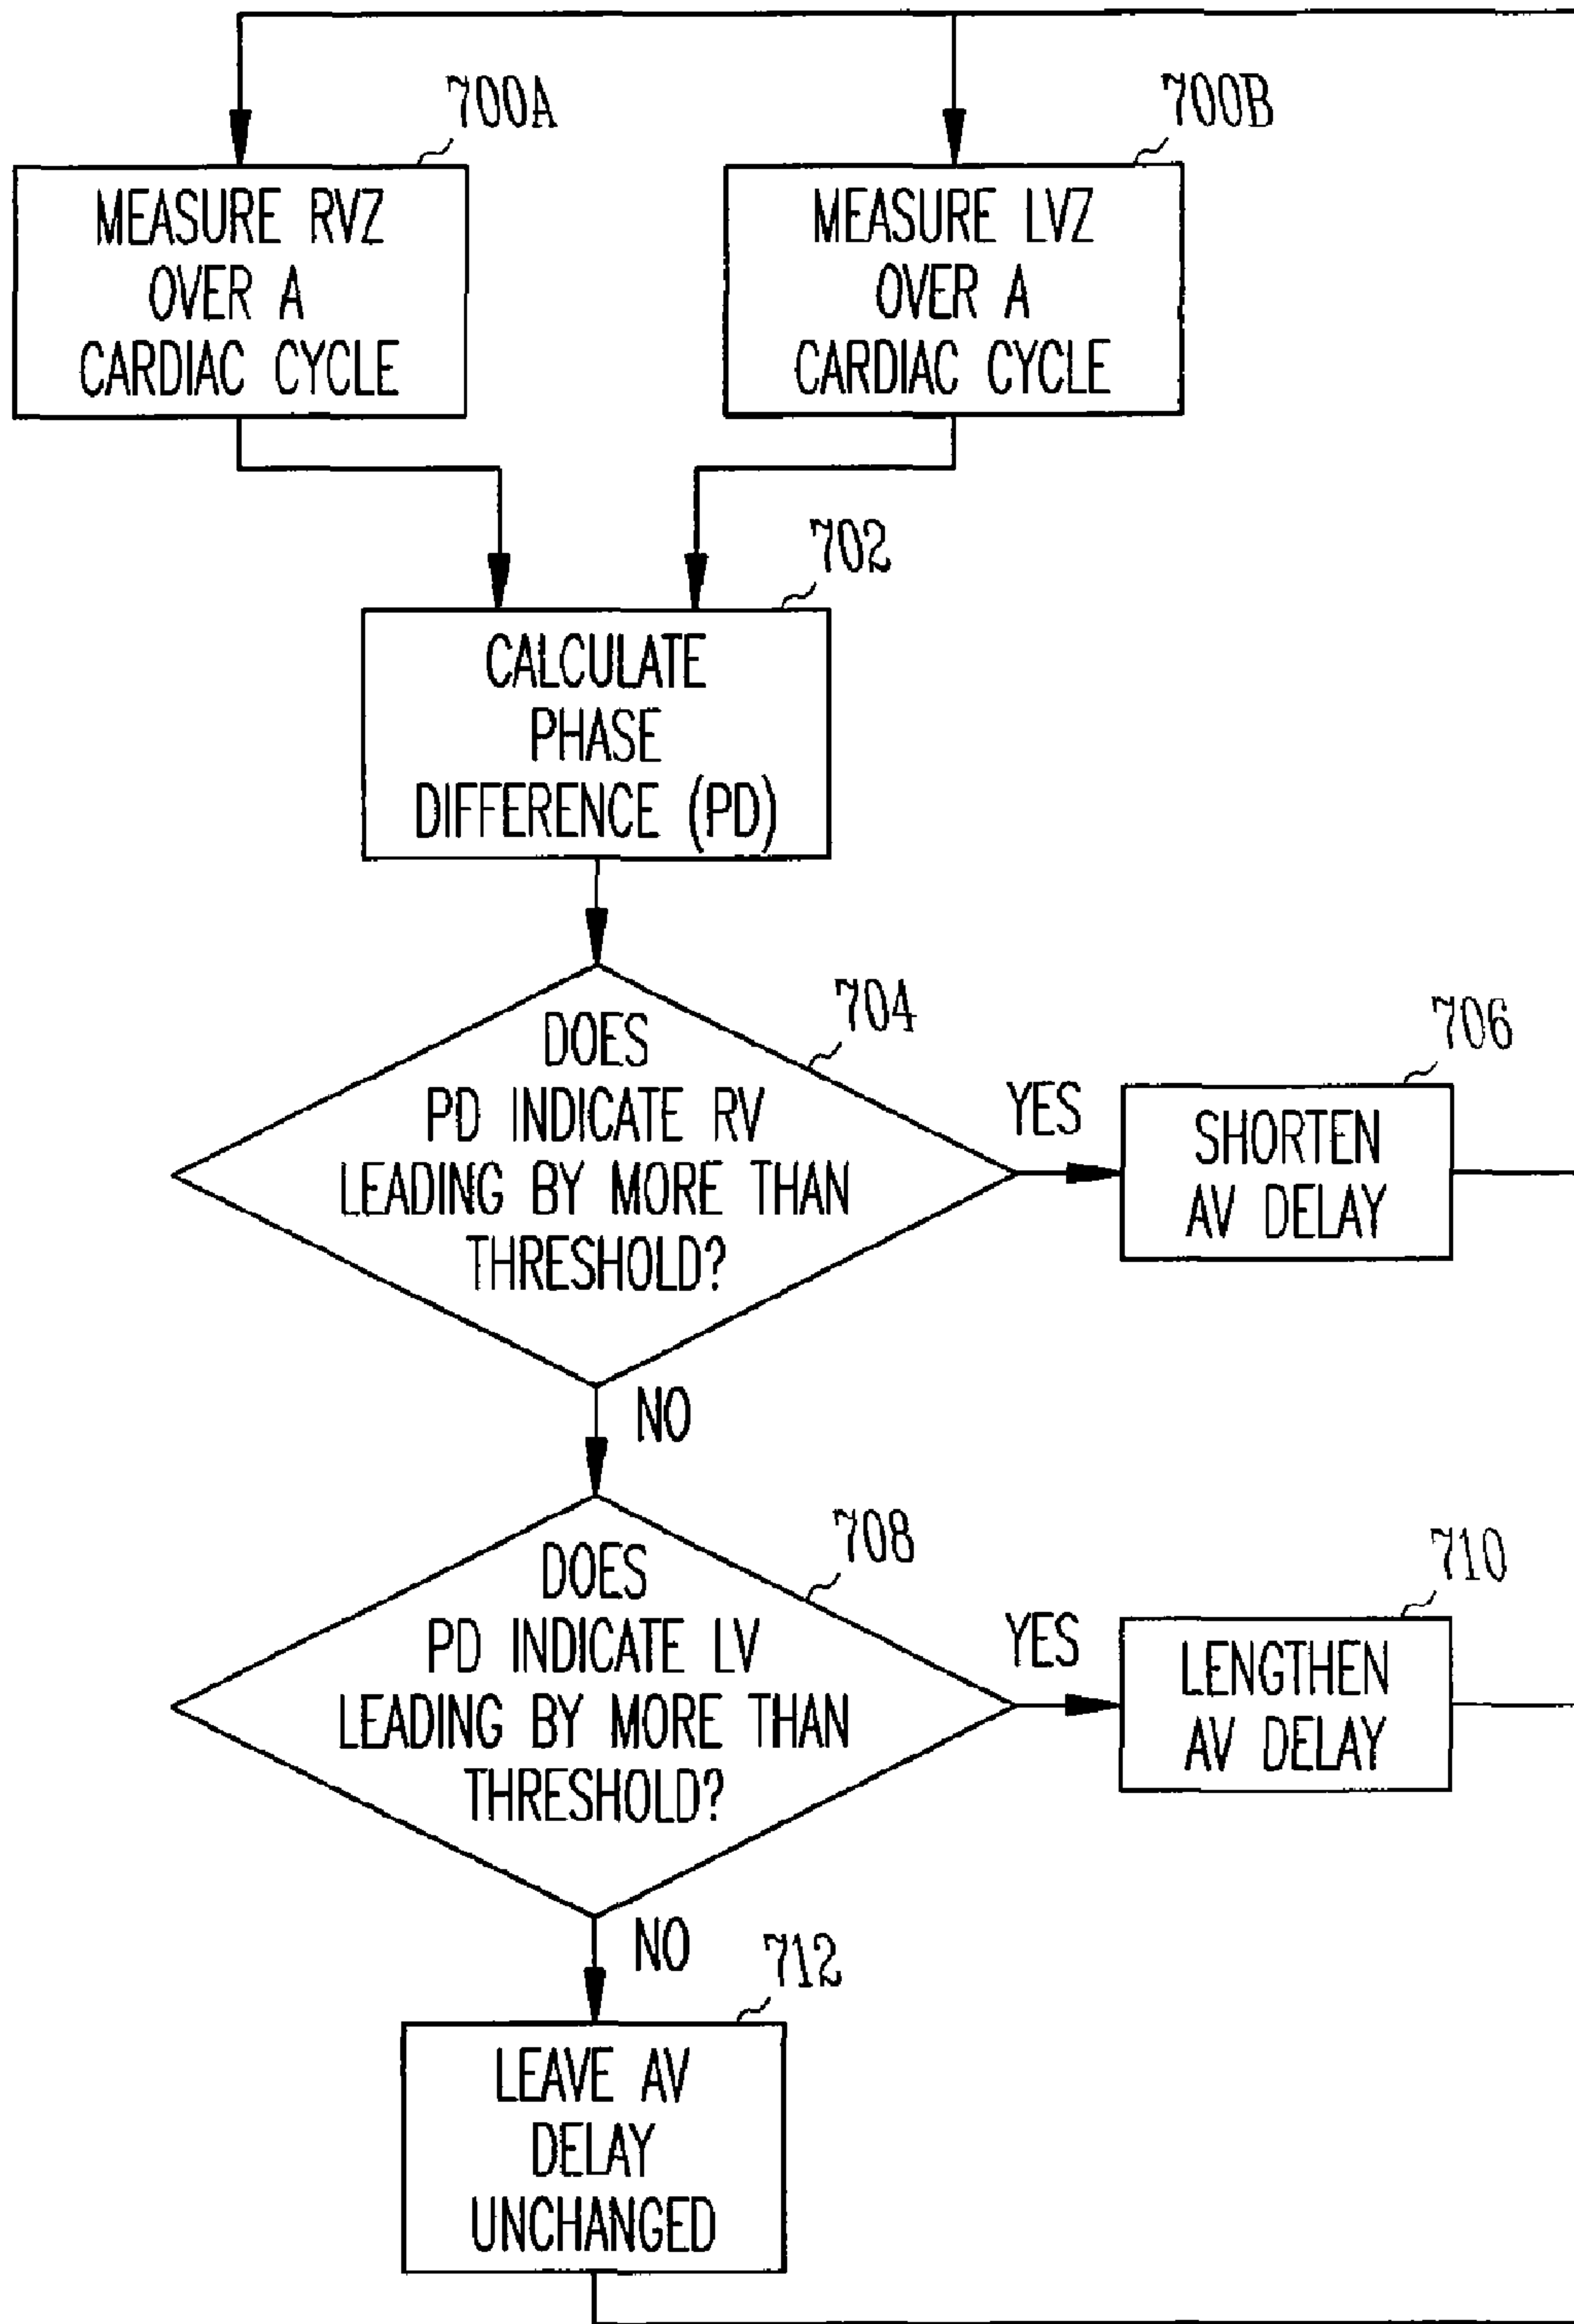 700A
700B
MEASURE RVZ
OVER A
CARDIAC CYCLE
MEASURE LVZ
OVER A
CARDIAC CYCLE
702
CALCULATE
PHASE
DIFFERENCE (PD)
704
DOES
PD INDICATE RV
LEADING BY MORE THAN
THRESHOLD?
YES
706
SHORTEN
AV DELAY
NO
708
DOES
PD INDICATE LV
LEADING BY MORE THAN
THRESHOLD?
YES
710
LENGTHEN
AV DELAY
NO
712
LEAVE AV
DELAY
UNCHANGED